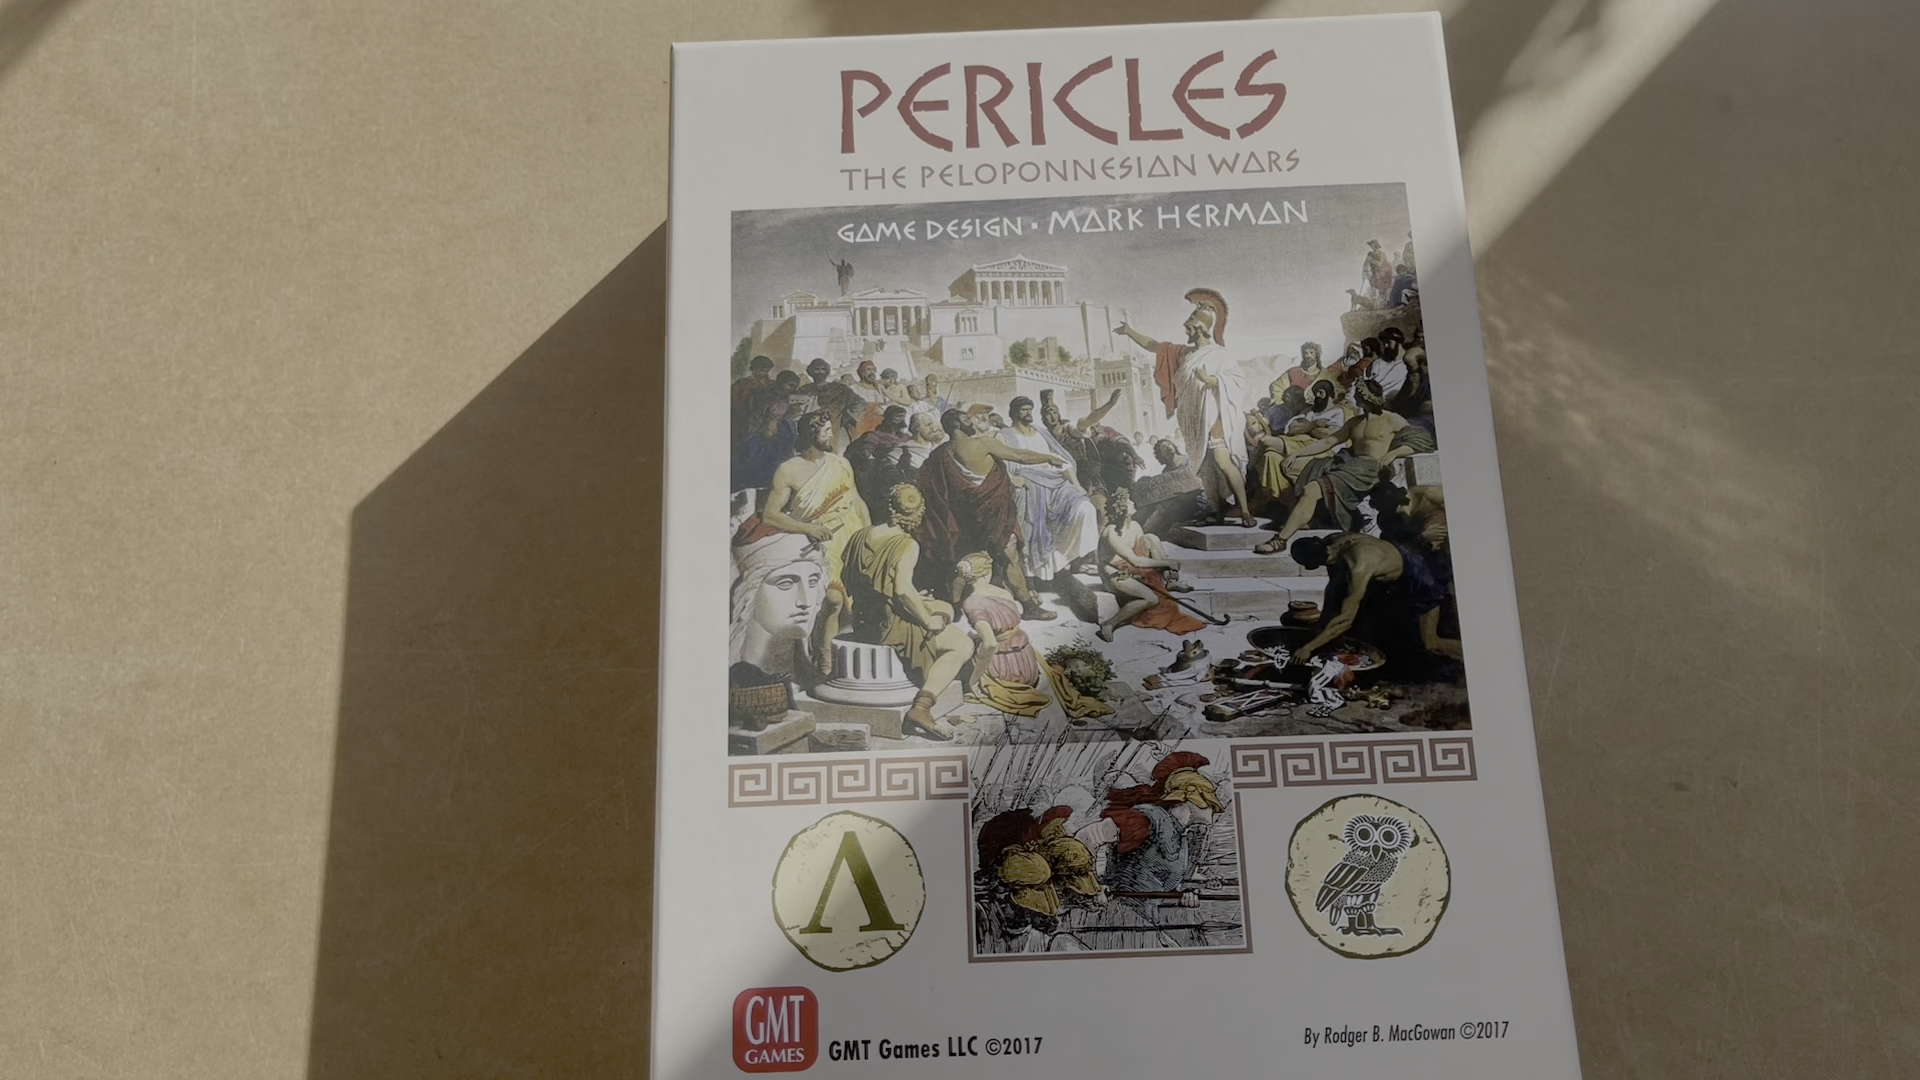 PERICLES
THE PELOPONNESIAN WARS
GAME DESIGN · MARK HERMAN
Λ
GMT
GAMES
GMT Games LLC ©2017
By Rodger B. MacGowan ©2017